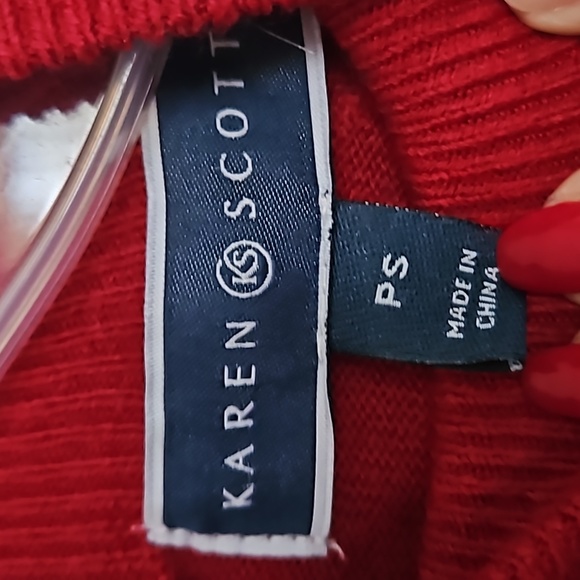 KAREN KS SCOTT
PS
MADE IN
CHINA